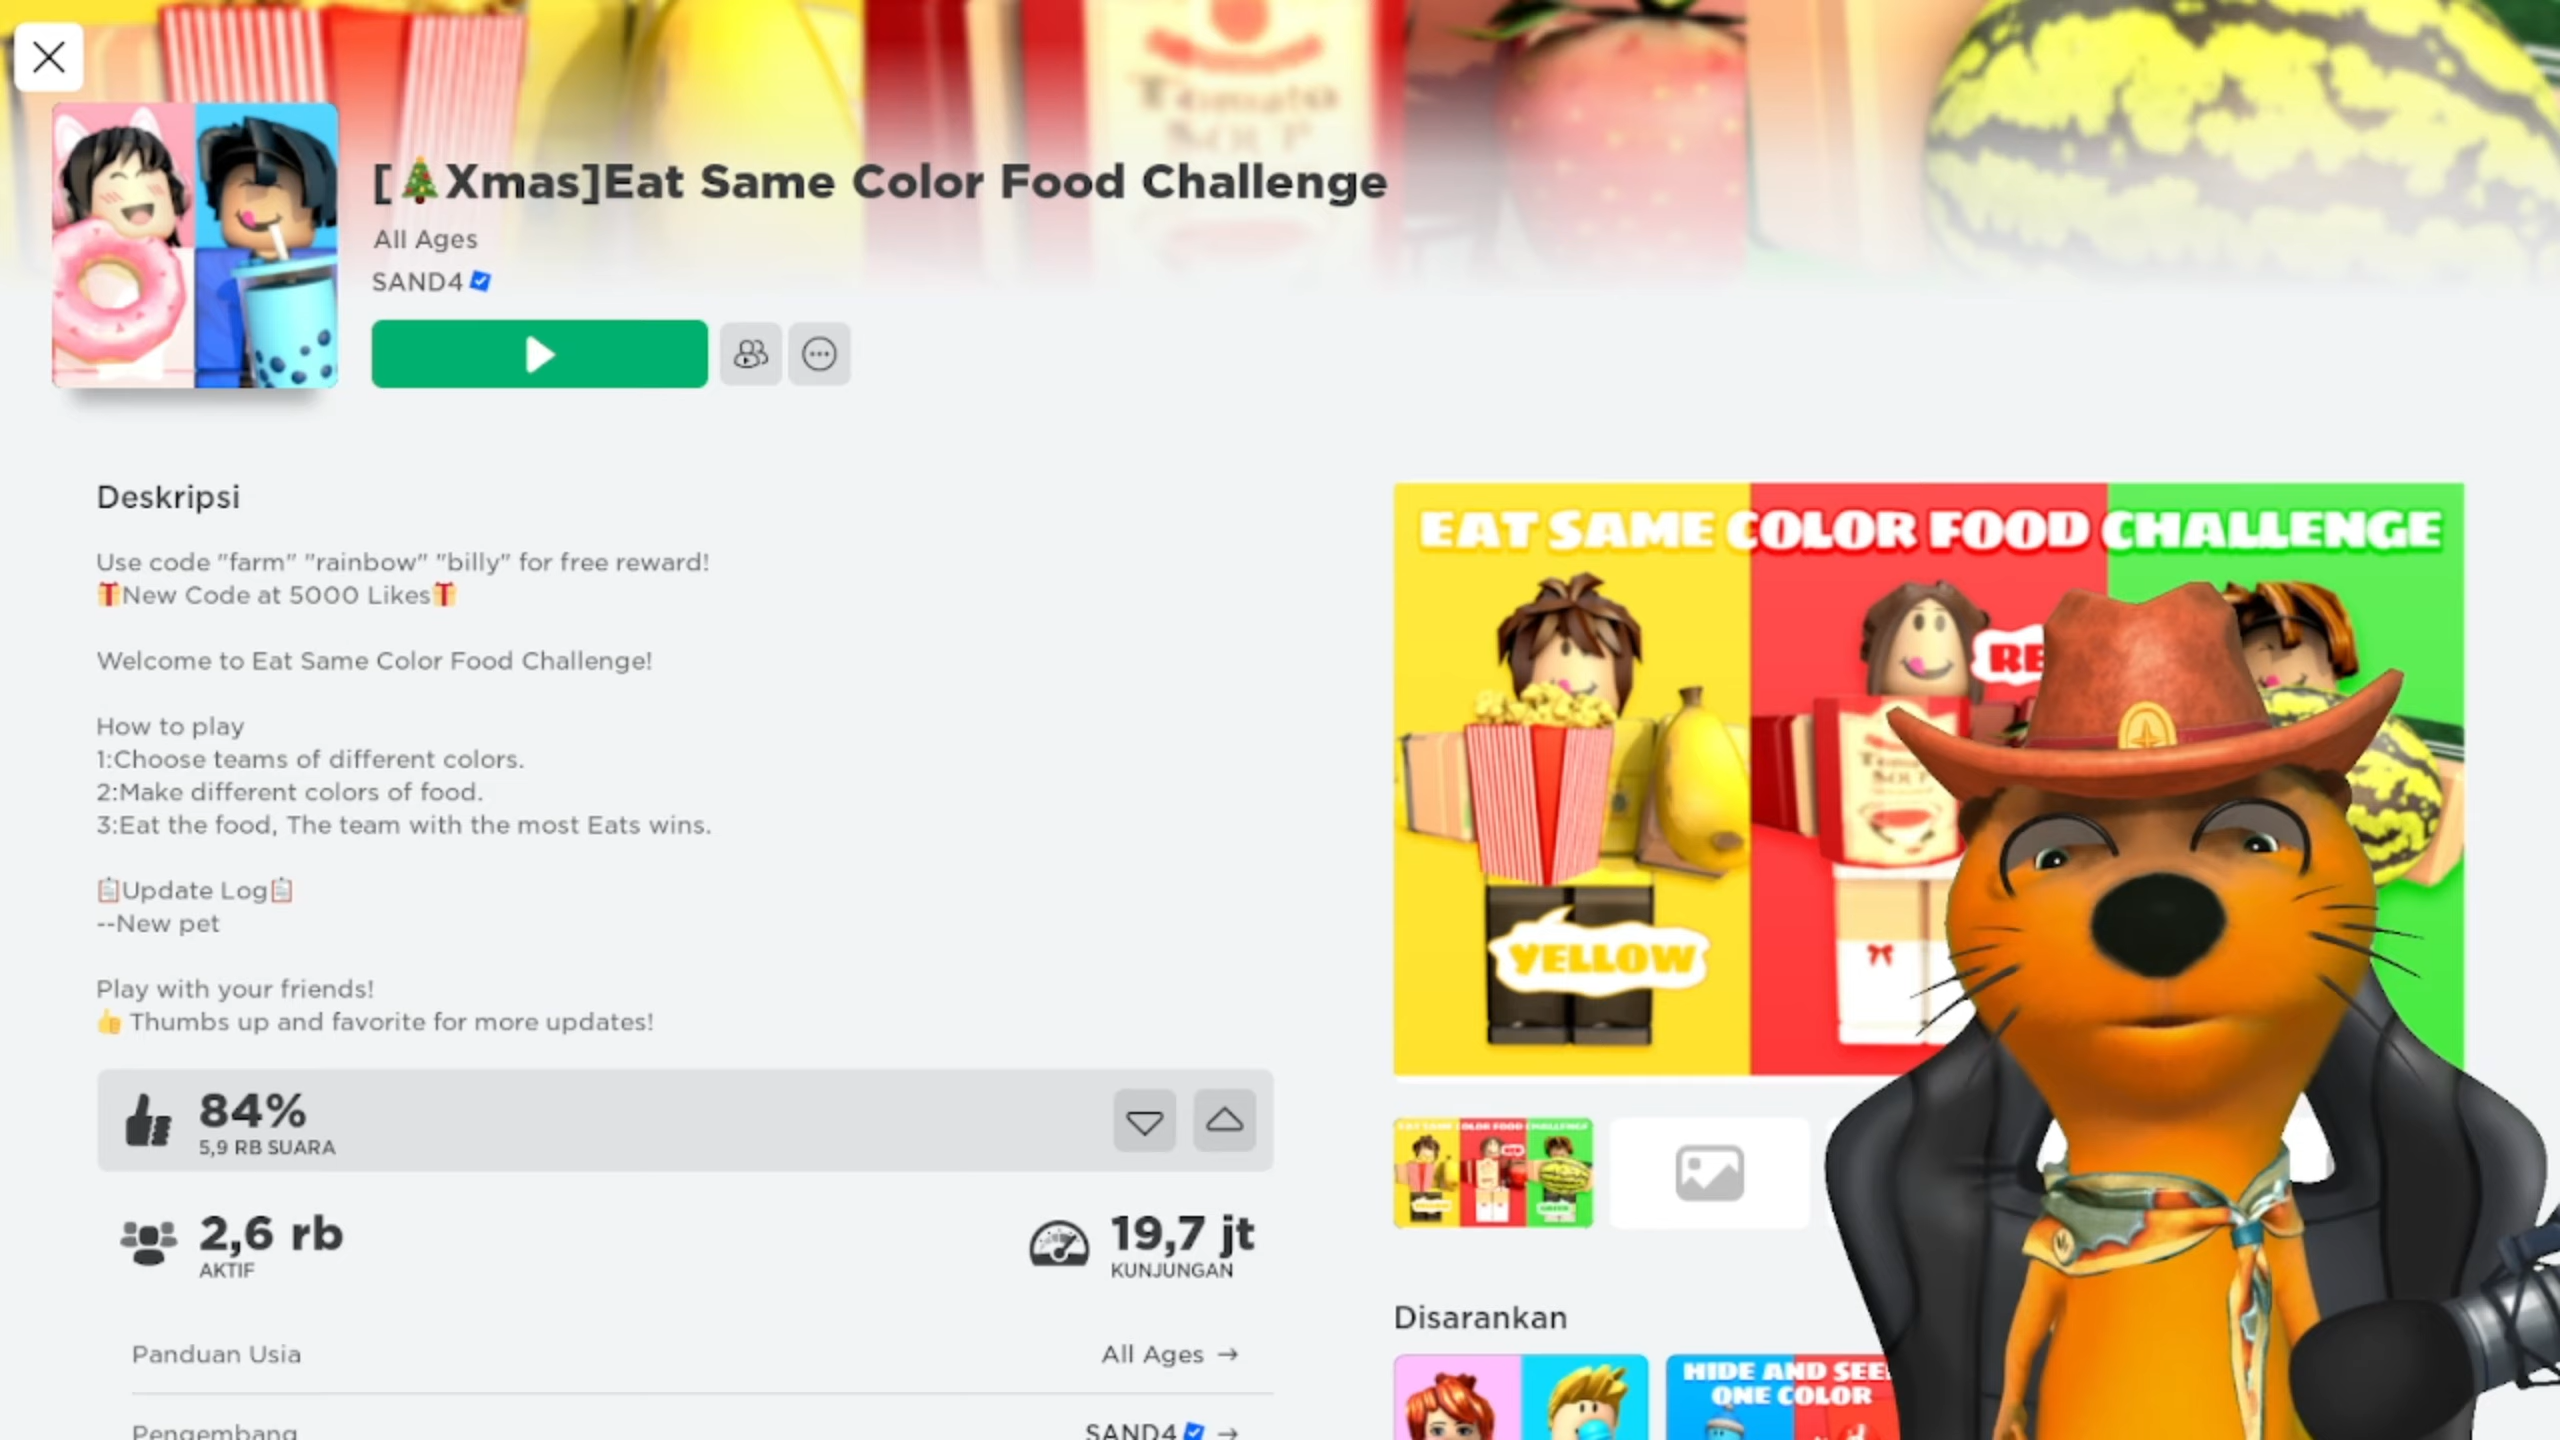 [🎄Xmas]Eat Same Color Food Challenge
All Ages
SAND4
Deskripsi
Use code "farm" "rainbow" "billy" for free reward!
🎁New Code at 5000 Likes🎁
Welcome to Eat Same Color Food Challenge!
How to play
1:Choose teams of different colors.
2:Make different colors of food.
3:Eat the food, The team with the most Eats wins.
📋Update Log📋
--New pet
Play with your friends!
👍 Thumbs up and favorite for more updates!
84%
5,9 RB SUARA
2,6 rb
AKTIF
19,7 jt
KUNJUNGAN
Panduan Usia
All Ages →
Pengembang
SAND4 →
EAT SAME COLOR FOOD CHALLENGE
RE
YELLOW
Tomato
SOUP
Disarankan
HIDE AND SEE
ONE COLOR